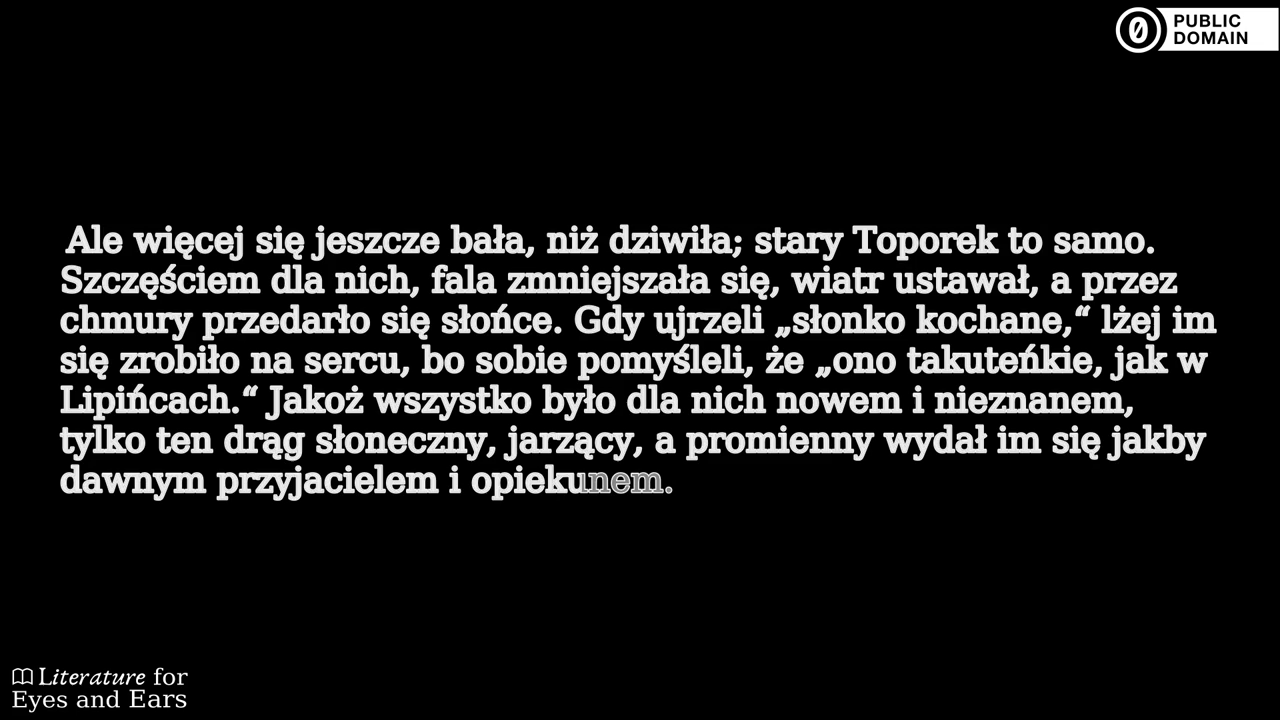 PUBLIC
DOMAIN
Ale więcej się jeszcze bała, niż dziwiła; stary Toporek to samo.
Szczęściem dla nich, fala zmniejszała się, wiatr ustawał, a przez
chmury przedarło się słońce. Gdy ujrzeli „słonko kochane,“ lżej im
się zrobiło na sercu, bo sobie pomyśleli, że „ono takuteńkie, jak w
Lipińcach.“ Jakoż wszystko było dla nich nowem i nieznanem,
tylko ten drąg słoneczny, jarzący, a promienny wydał im się jakby
dawnym przyjacielem i opiekunem.
Literature for
Eyes and Ears